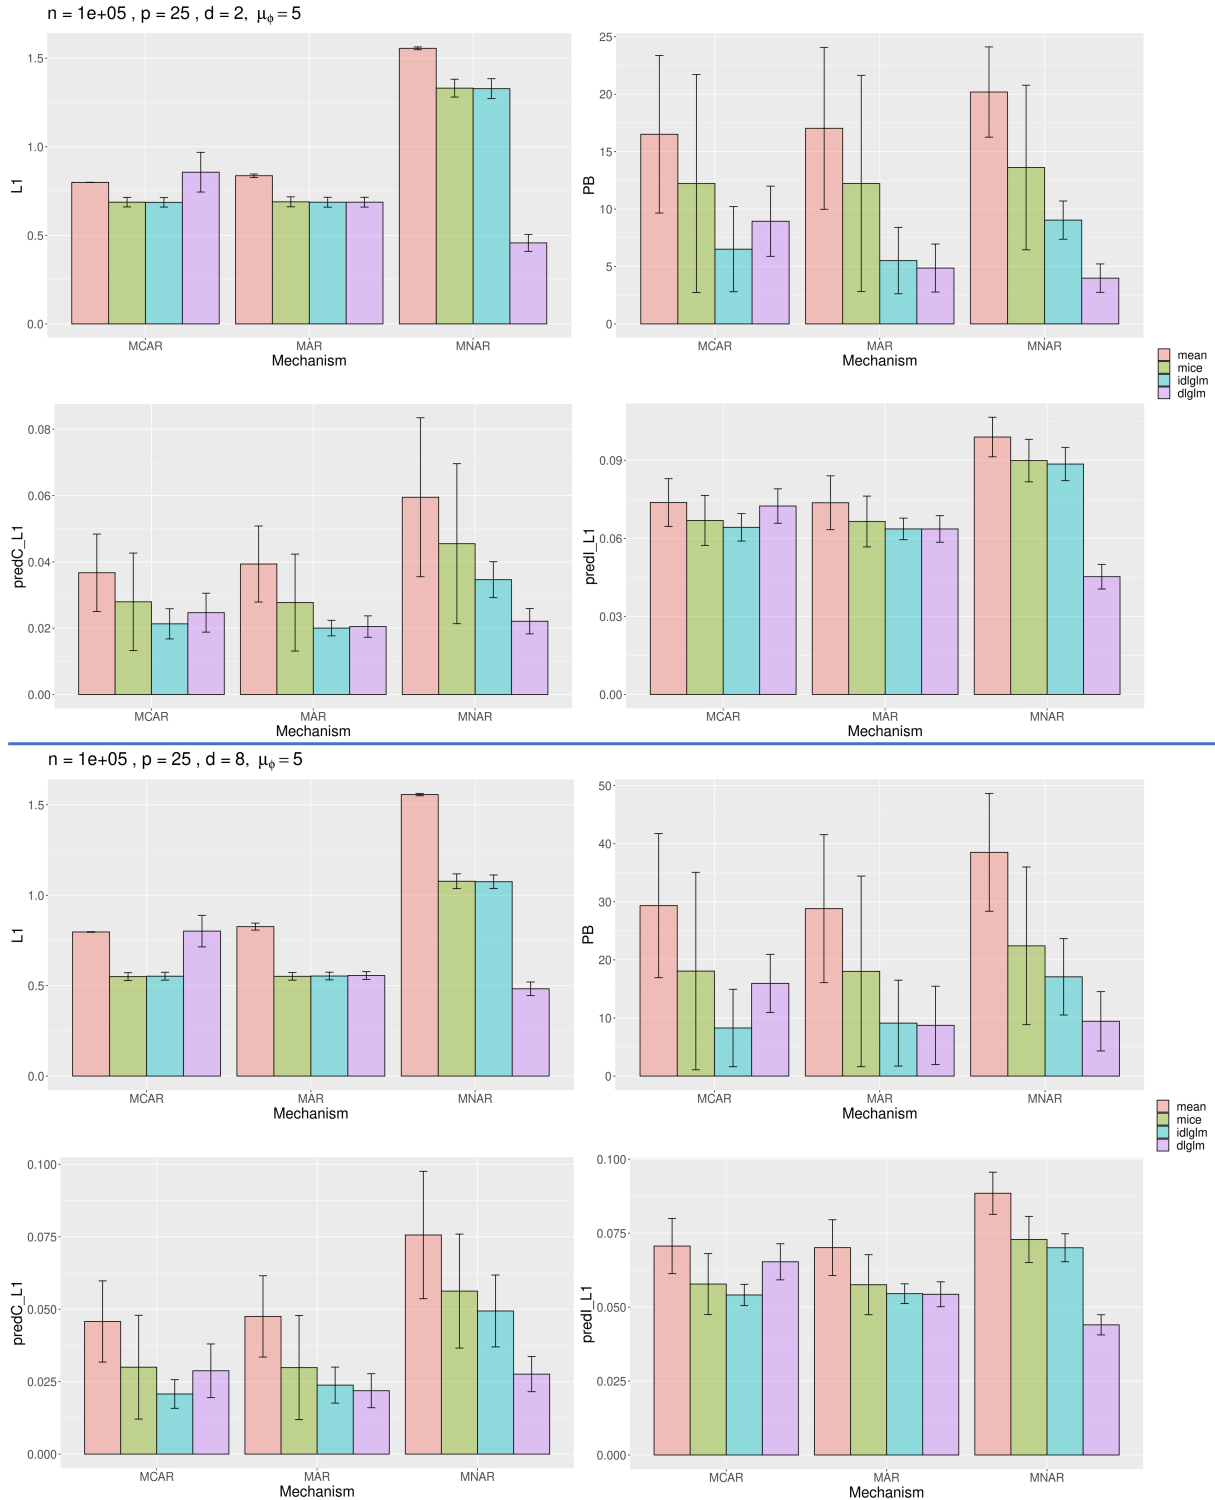 n = 1e+05 , p = 25 , d = 2, μϕ = 5
1.5
1.0
0.5
0.0
L1
MCAR MAR MNAR
Mechanism
25
20
15
10
5
0
PB
MCAR MAR MNAR
Mechanism
mean
mice
idlglm
dlglm
0.08
0.06
0.04
0.02
0.00
predC_L1
MCAR MAR MNAR
Mechanism
0.09
0.06
0.03
0.00
predI_L1
MCAR MAR MNAR
Mechanism
n = 1e+05 , p = 25 , d = 8, μϕ = 5
1.5
1.0
0.5
0.0
L1
MCAR MAR MNAR
Mechanism
50
40
30
20
10
0
PB
MCAR MAR MNAR
Mechanism
mean
mice
idlglm
dlglm
0.100
0.075
0.050
0.025
0.000
predC_L1
MCAR MAR MNAR
Mechanism
0.100
0.075
0.050
0.025
0.000
predI_L1
MCAR MAR MNAR
Mechanism